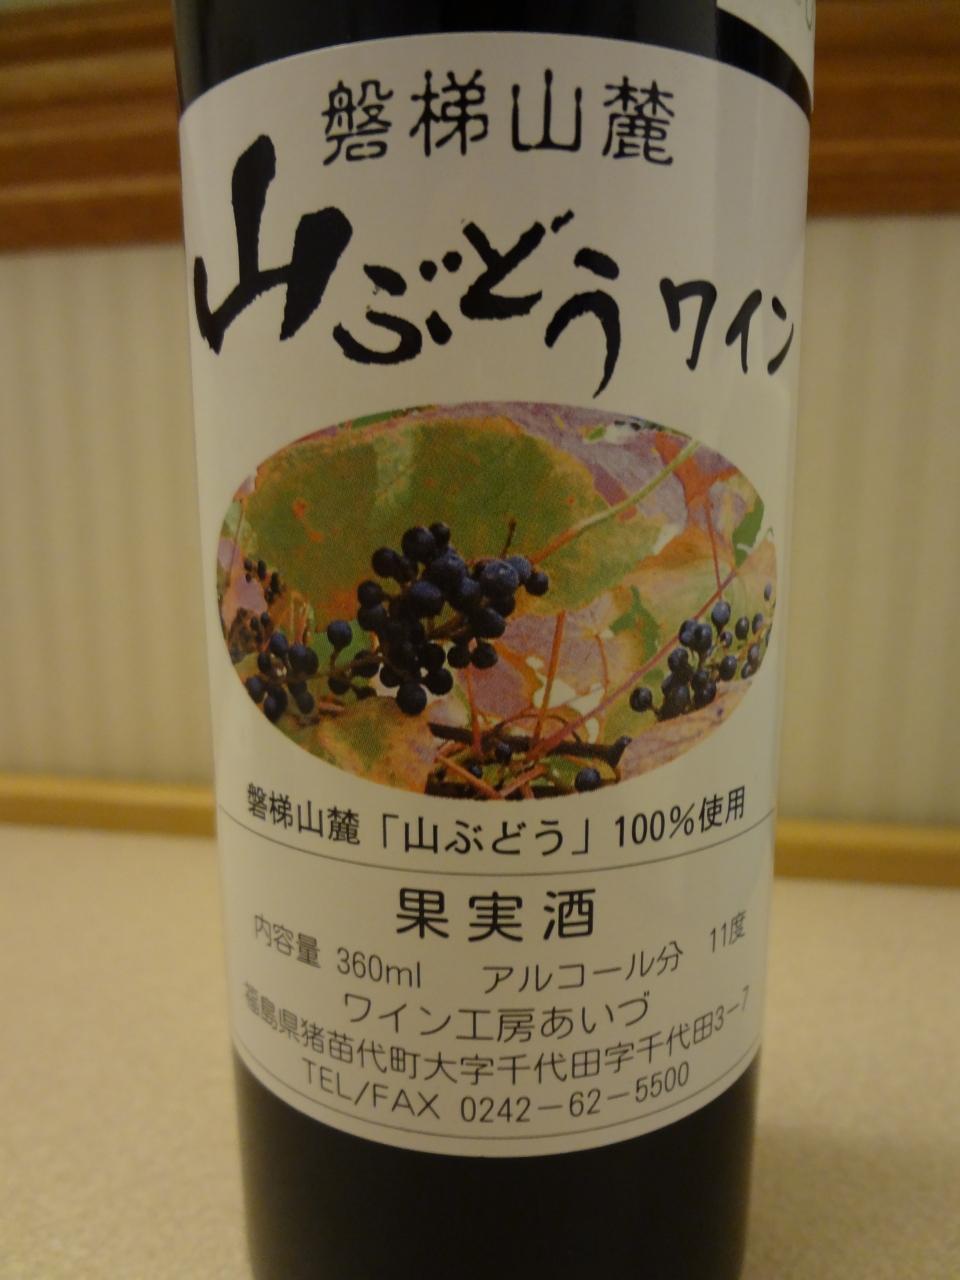 磐梯山麓
山ぶどうワイン
磐梯山麓「山ぶどう」100%使用
果実酒
内容量 360ml アルコール分 11度
ワイン工房あいづ
福島県猪苗代町大字千代田字千代田3-7
TEL/FAX 0242-62-5500